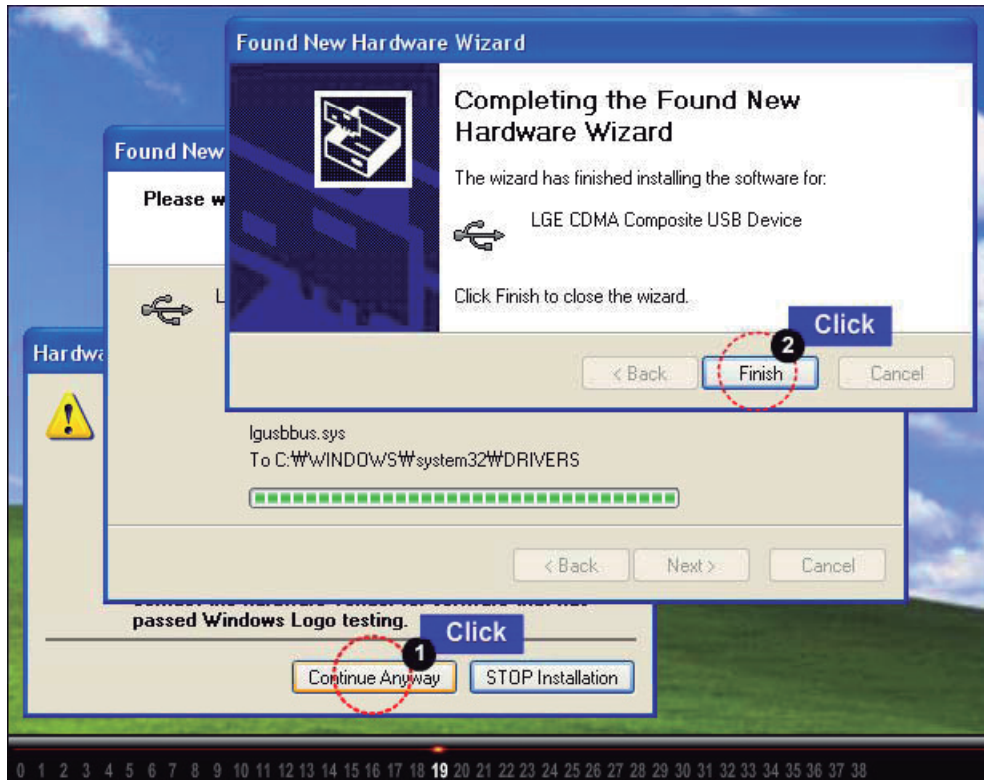 Found New Hardware Wizard
Completing the Found New
Hardware Wizard
The wizard has finished installing the software for:
LGE CDMA Composite USB Device
Click Finish to close the wizard.
Click
2
< Back
Finish
Cancel
Found New
Please w
L
lgusbbus.sys
To C:₩WINDOWS₩system32₩DRIVERS
< Back
Next >
Cancel
Hardwa
passed Windows Logo testing.
Click
1
Continue Anyway
STOP Installation
0 1 2 3 4 5 6 7 8 9 10 11 12 13 14 15 16 17 18 19 20 21 22 23 24 25 26 27 28 29 30 31 32 33 34 35 36 37 38